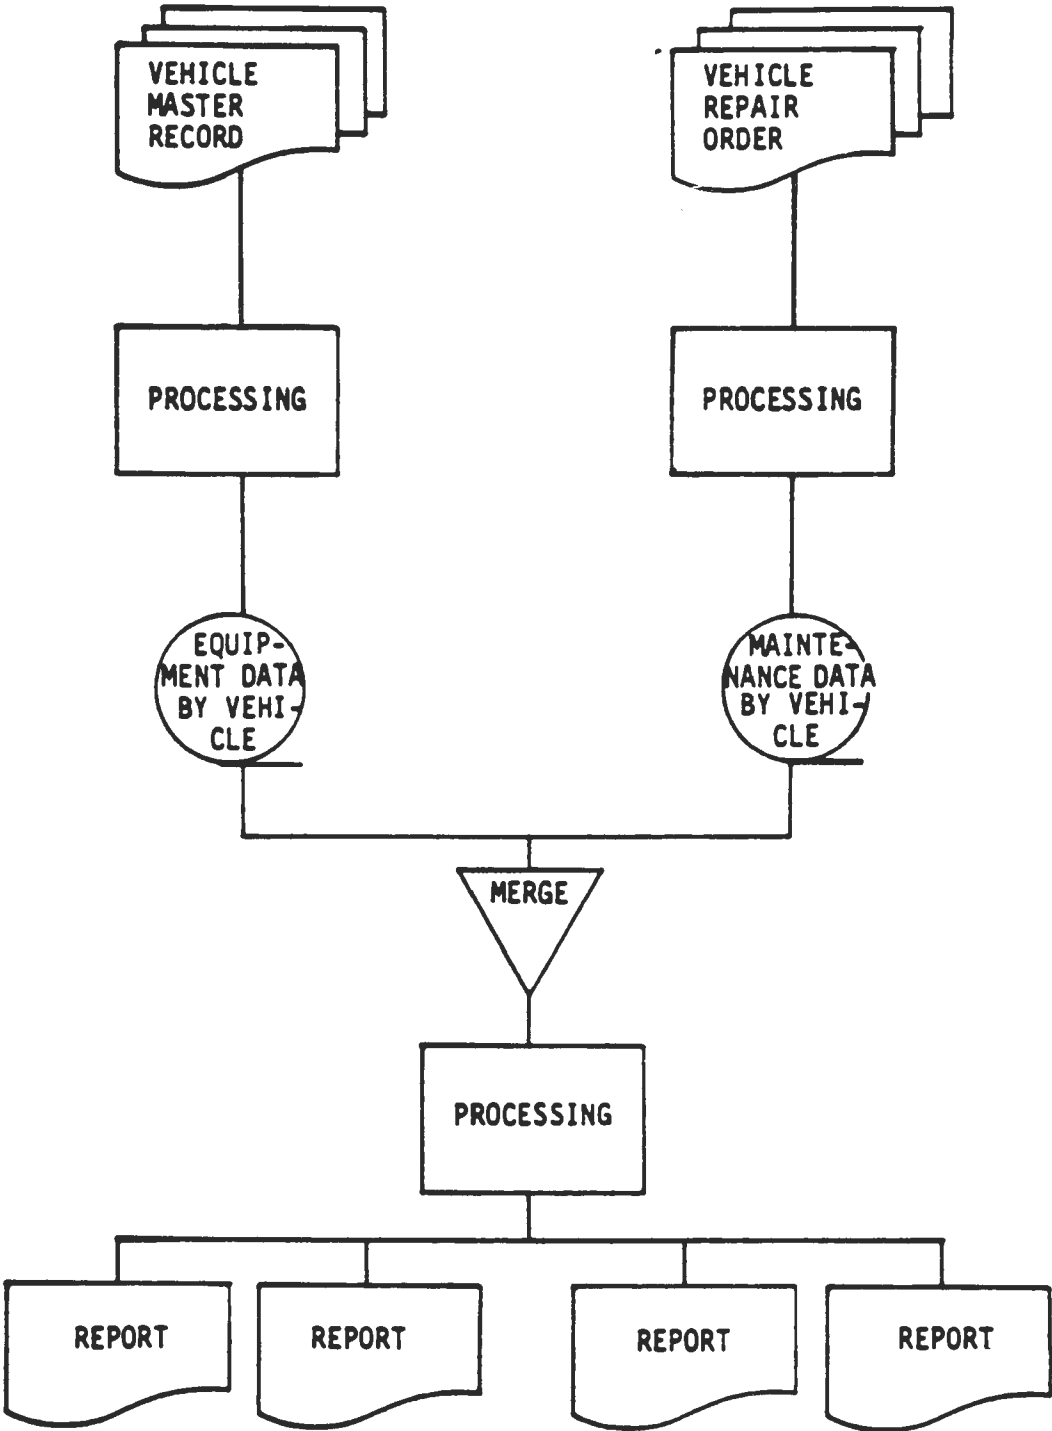 VEHICLE
MASTER
RECORD
VEHICLE
REPAIR
ORDER
PROCESSING
PROCESSING
EQUIP-
MENT DATA
BY VEHI-
CLE
MAINTE-
NANCE DATA
BY VEHI-
CLE
MERGE
PROCESSING
REPORT
REPORT
REPORT
REPORT